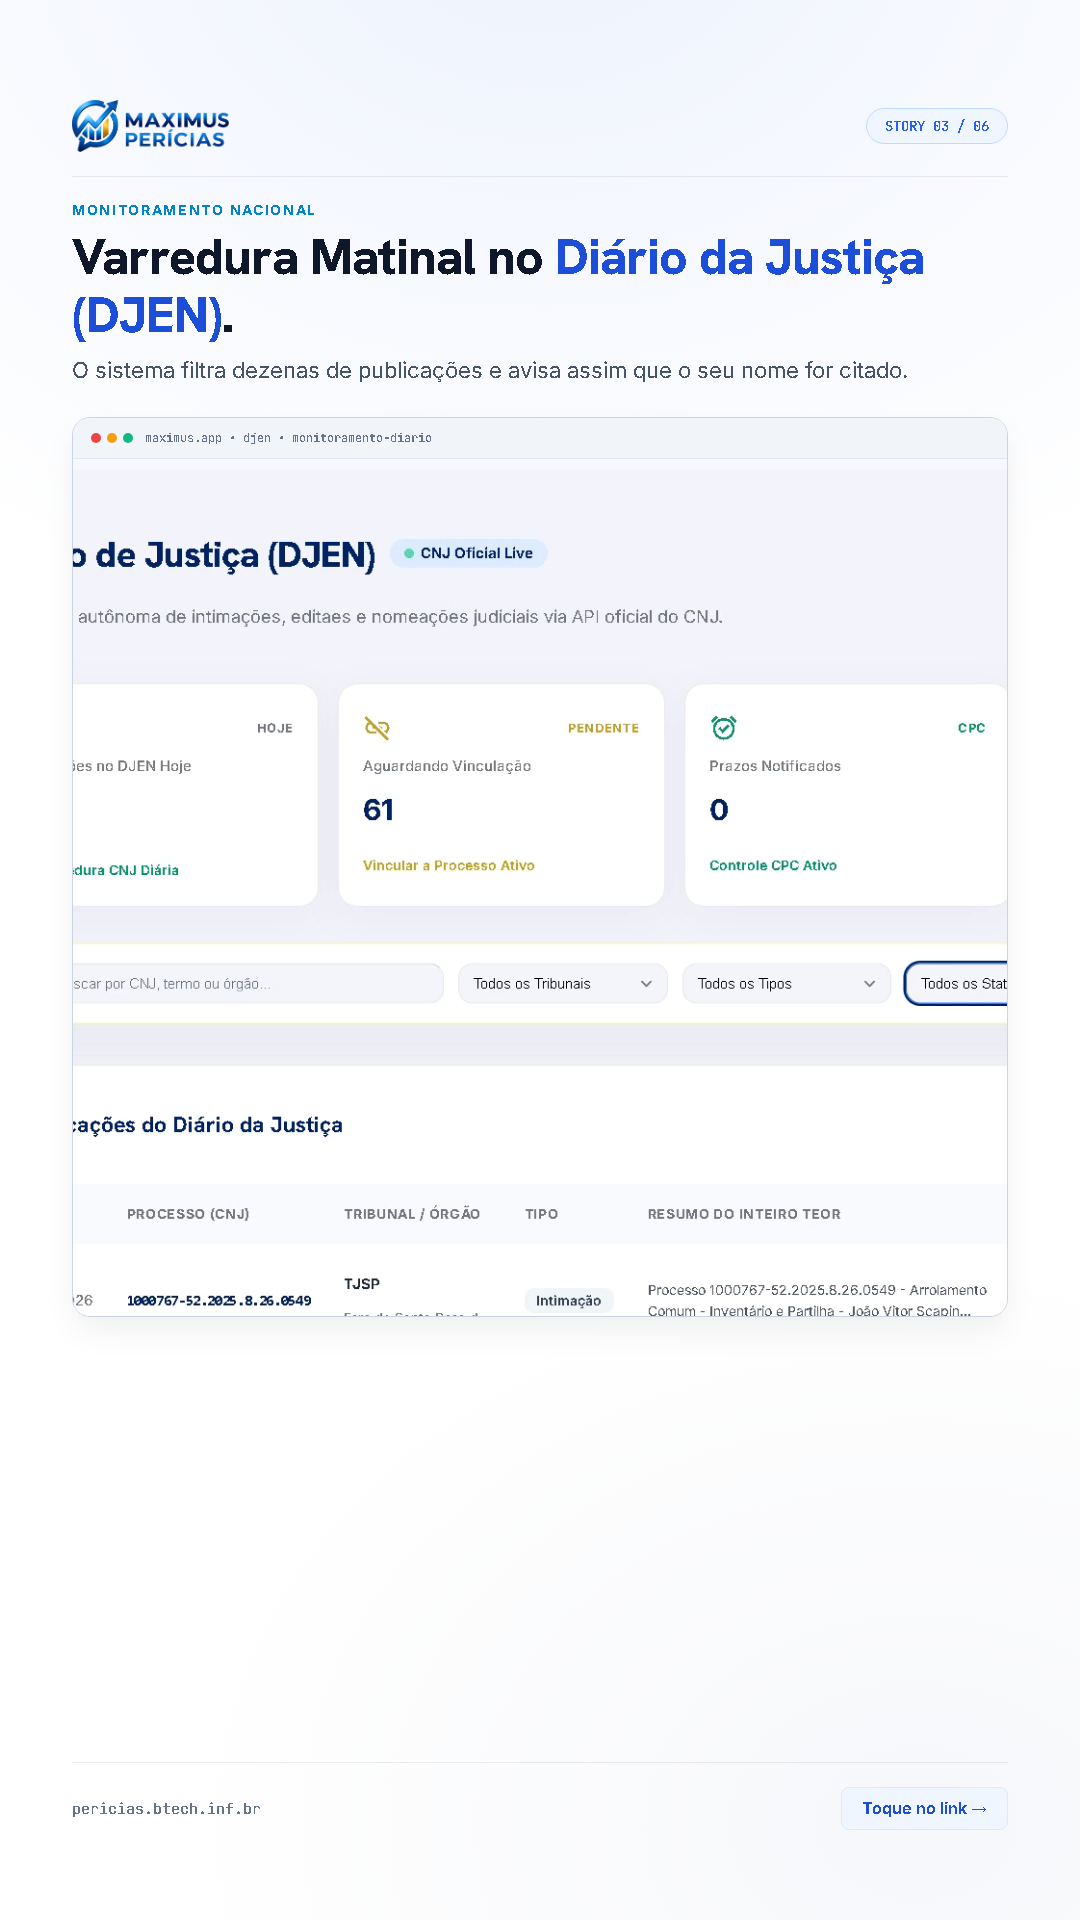 MAXIMUS
PERÍCIAS
STORY 03 / 06
MONITORAMENTO NACIONAL
Varredura Matinal no Diário da Justiça
(DJEN).
O sistema filtra dezenas de publicações e avisa assim que o seu nome for citado.
maximus.app • djen • monitoramento-diario
o de Justiça (DJEN)
CNJ Oficial Live
autônoma de intimações, editaes e nomeações judiciais via API oficial do CNJ.
HOJE
ões no DJEN Hoje
edura CNJ Diária
PENDENTE
Aguardando Vinculação
61
Vincular a Processo Ativo
CPC
Prazos Notificados
0
Controle CPC Ativo
scar por CNJ, termo ou órgão...
Todos os Tribunais
Todos os Tipos
Todos os Stat
cações do Diário da Justiça
PROCESSO (CNJ)
TRIBUNAL / ÓRGÃO
TIPO
RESUMO DO INTEIRO TEOR
26
1000767-52.2025.8.26.0549
TJSP
Intimação
Processo 1000767-52.2025.8.26.0549 - Arrolamento
Comum - Inventário e Partilha - João Vitor Scapin...
pericias.btech.inf.br
Toque no link →